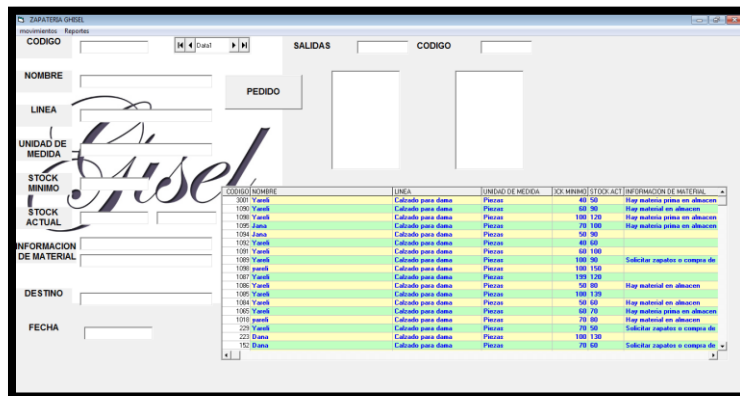 ZAPATERIA GHISEL
movimientos Reportes
CODIGO
Data1
SALIDAS
CODIGO
NOMBRE
PEDIDO
LINEA
UNIDAD DE
MEDIDA
STOCK
MINIMO
STOCK
ACTUAL
INFORMACION
DE MATERIAL
DESTINO
FECHA
Gisel
CODIGO NOMBRE LINEA UNIDAD DE MEDIDA ICK MINIMO STOCK ACT INFORMACION DE MATERIAL
3001 Yareli Calzado para dama Piezas 40 50 Hay materia prima en almacen
1090 Yareli Calzado para dama Piezas 60 90 Hay material en almacen
1098 Yareli Calzado para dama Piezas 100 120 Hay materia prima en almacen
1095 Jana Calzado para dama Piezas 70 100 Hay materia prima en almacen
1094 Jana Calzado para dama Piezas 50 90
1092 Yareli Calzado para dama Piezas 40 60
1091 Yareli Calzado para dama Piezas 60 100
1089 Yareli Calzado para dama Piezas 100 90 Solicitar zapatos o compra de
1098 yareli Calzado para dama Piezas 100 150
1087 Yareli Calzado para dama Piezas 199 120
1086 Yareli Calzado para dama Piezas 50 80 Hay material en almacen
1085 Yareli Calzado para dama Piezas 100 139
1004 Yareli Calzado para dama Piezas 50 60 Hay material en almacen
1065 Yareli Calzado para dama Piezas 60 70 Hay materia prima en almacen
1018 yareli Calzado para dama Piezas 70 80 Hay material en almacen
229 Yareli Calzado para dama Piezas 70 50 Solicitar zapatos o compra de
223 Dana Calzado para dama Piezas 100 130
152 Dana Calzado para dama Piezas 70 60 Solicitar zapatos o compra de